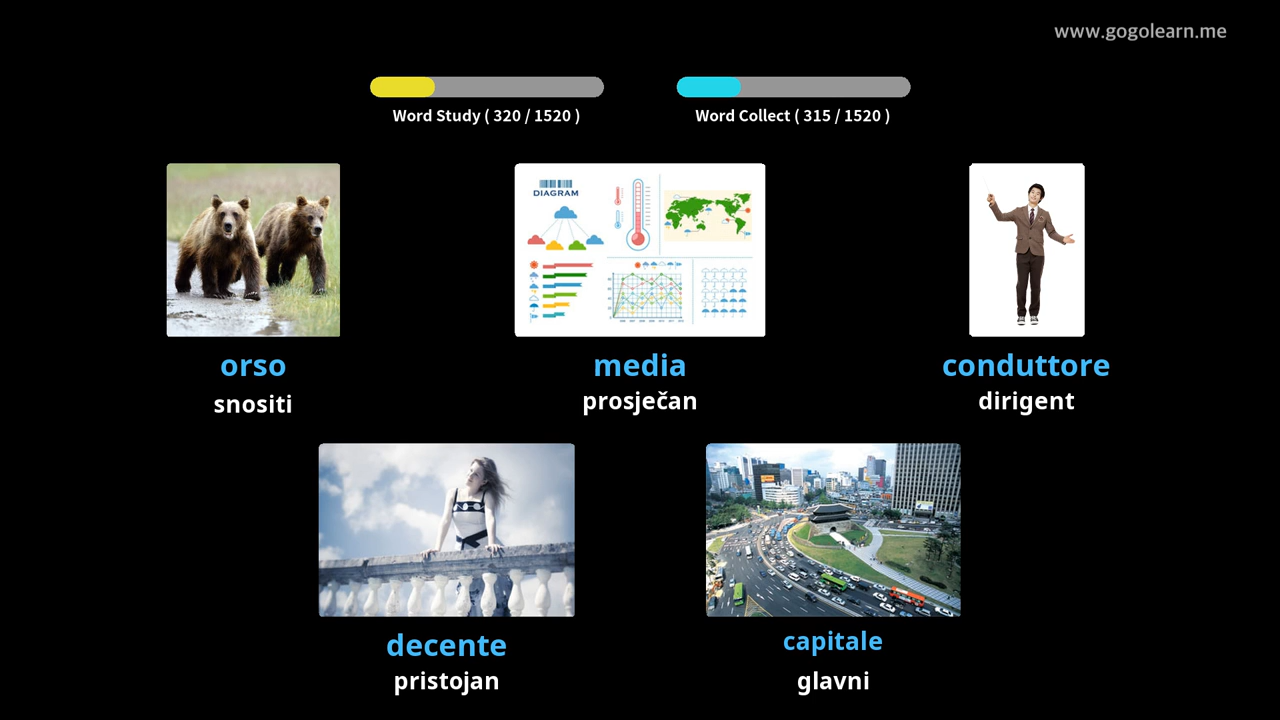 www.gogolearn.me
Word Study ( 320 / 1520 )
Word Collect ( 315 / 1520 )
DIAGRAM
orso
snositi
media
prosječan
conduttore
dirigent
decente
pristojan
capitale
glavni